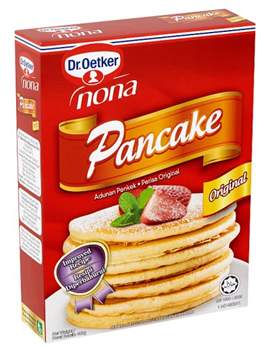 Dr.Oetker
nona
Pancake
Adunan Penkek • Perisa Original
Original
Improved
Recipe
Resipi
Diperbaharui